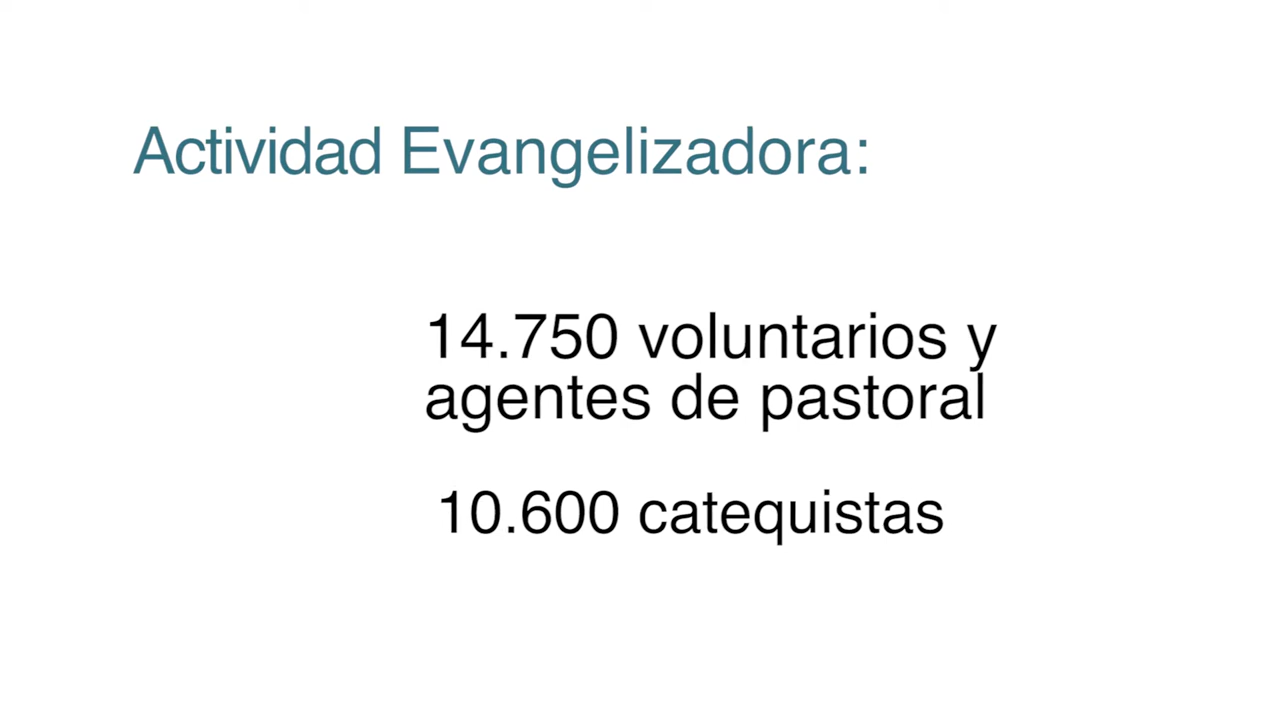 Actividad Evangelizadora:
14.750 voluntarios y
agentes de pastoral
10.600 catequistas